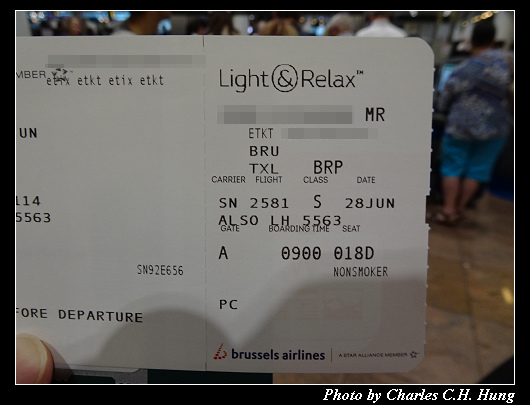 MBER
etix etkt etix etkt
UN
114
5563
SN92E656
FORE DEPARTURE
Light & Relax™
MR
ETKT
BRU
TXL BRP
CARRIER FLIGHT CLASS DATE
SN 2581 S 28JUN
ALSO LH 5563
GATE BOARDING TIME SEAT
A 0900 018D
NONSMOKER
PC
brussels airlines
A STAR ALLIANCE MEMBER
Photo by Charles C.H. Hung